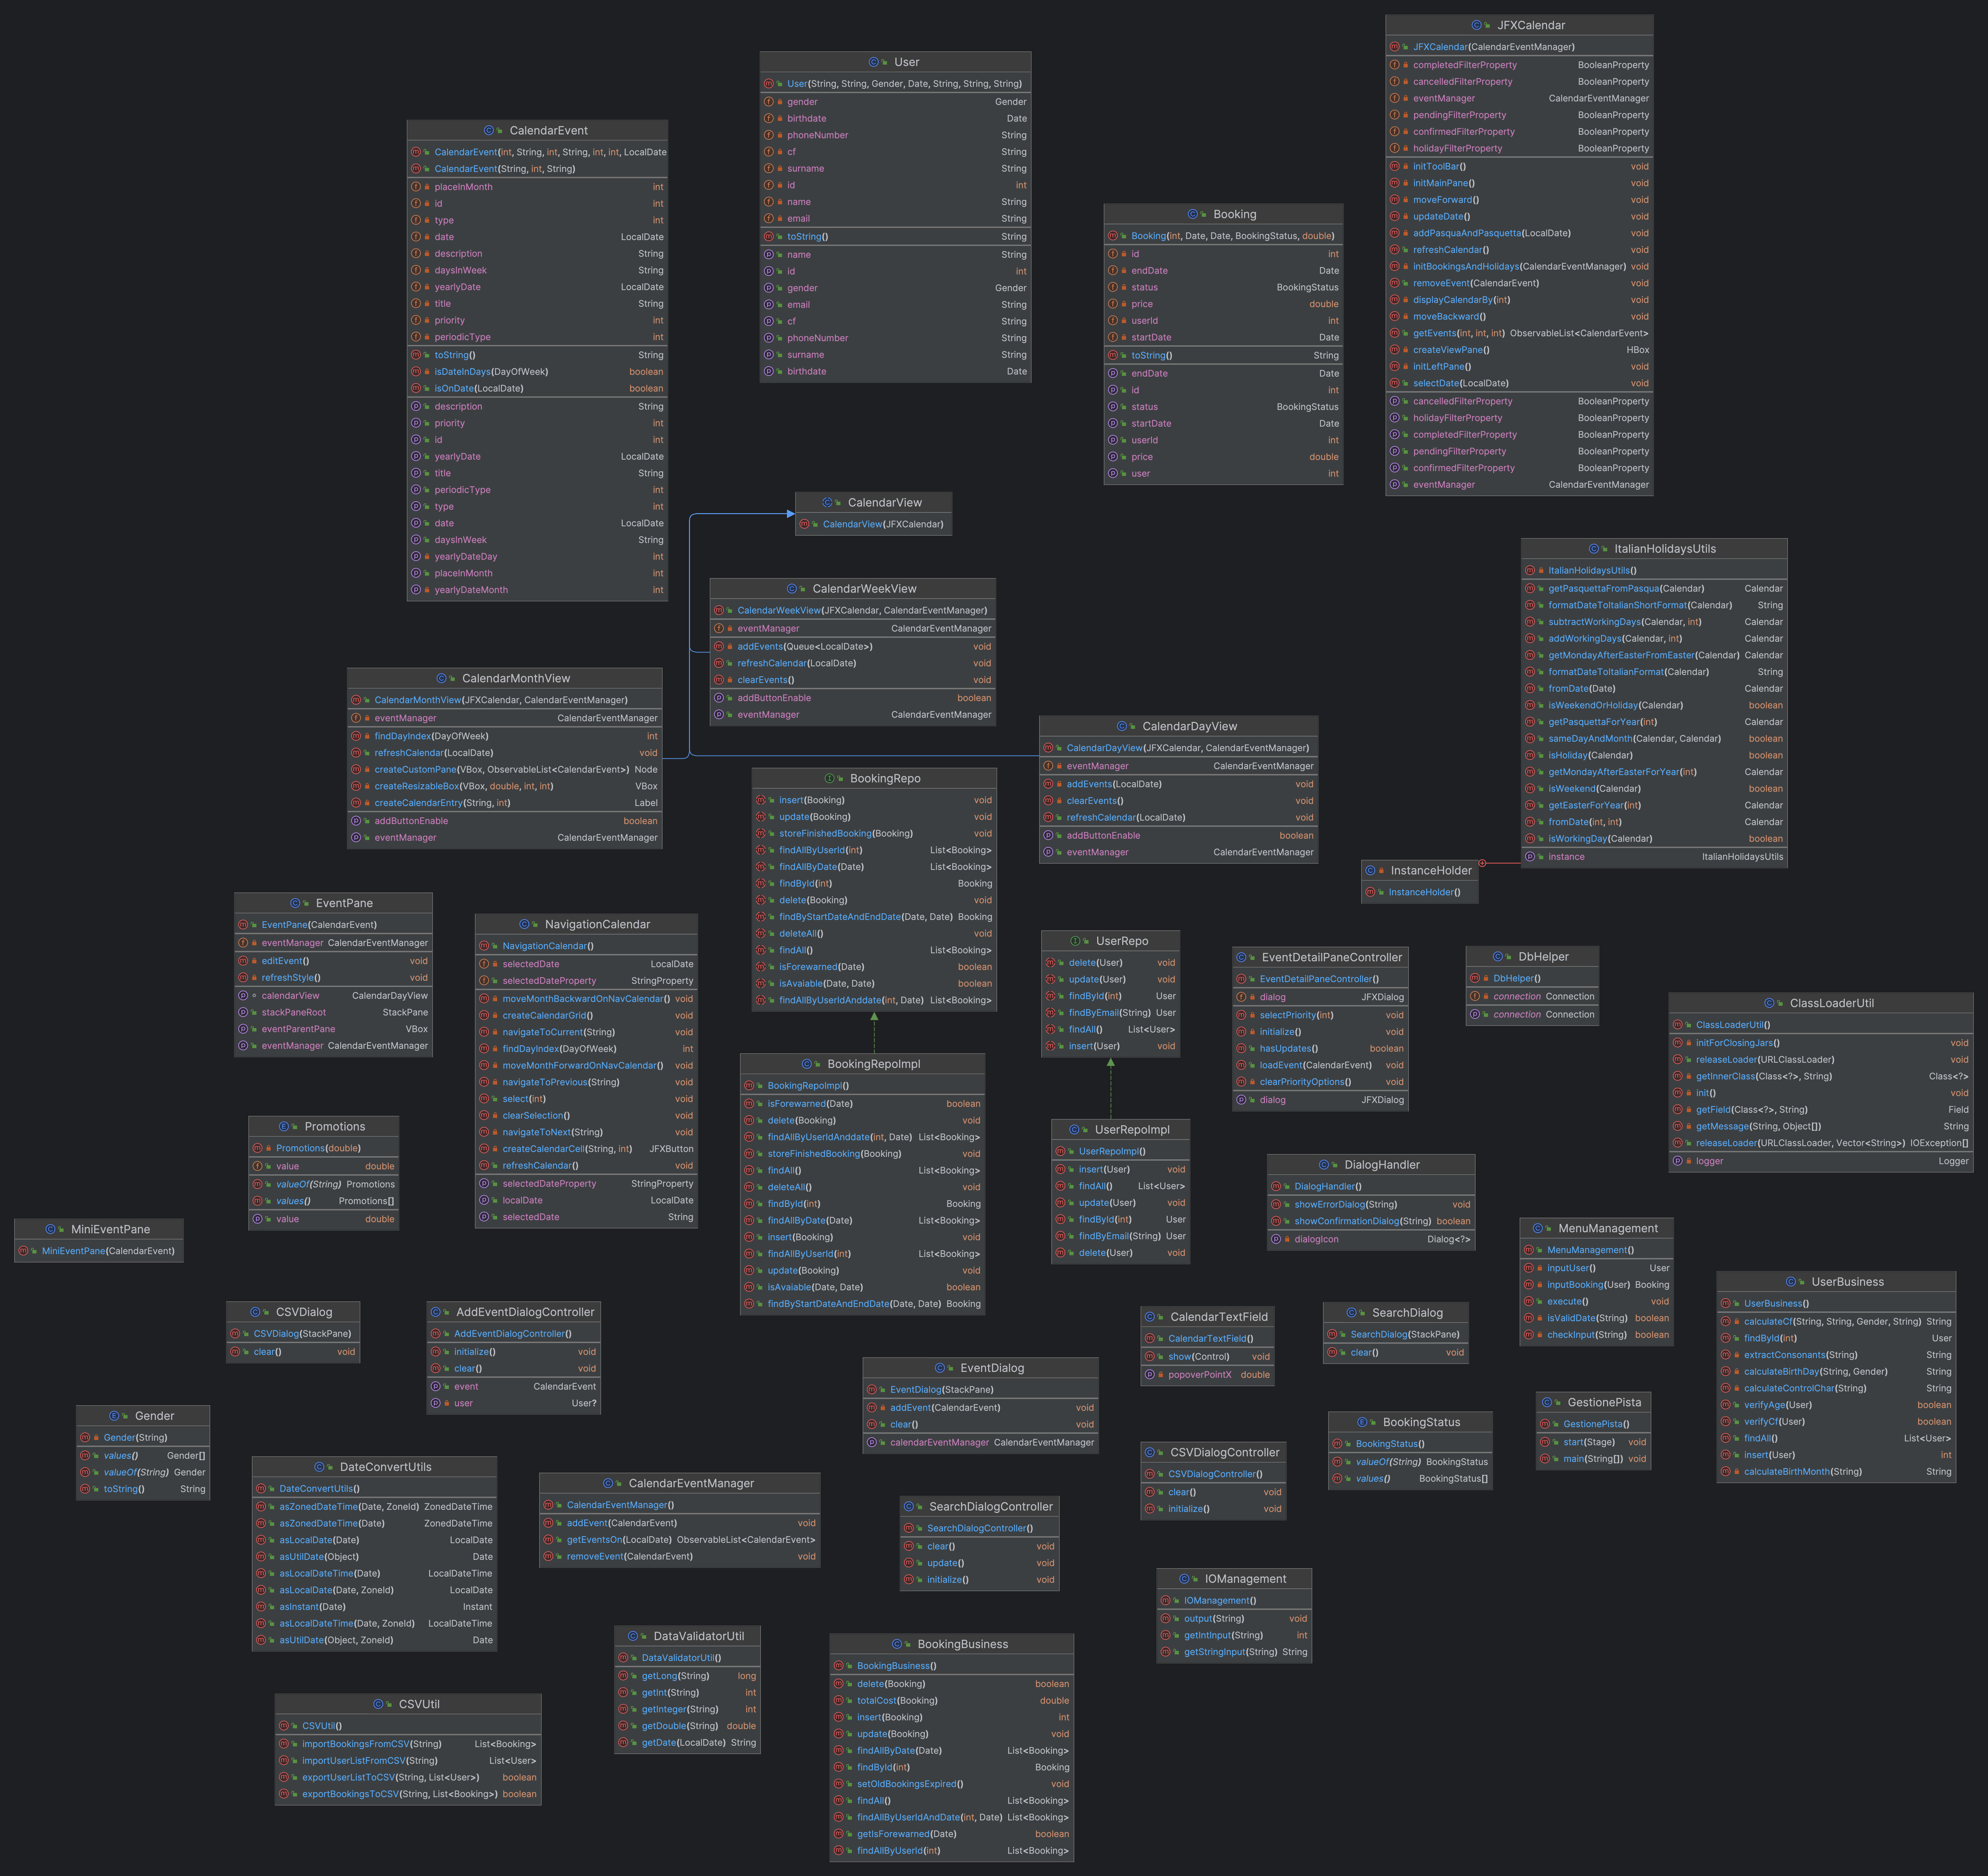 JFXCalendar
JFXCalendar(CalendarEventManager)
completedFilterProperty BooleanProperty
cancelledFilterProperty BooleanProperty
eventManager CalendarEventManager
pendingFilterProperty BooleanProperty
confirmedFilterProperty BooleanProperty
holidayFilterProperty BooleanProperty
initToolBar() void
initMainPane() void
moveForward() void
updateDate() void
addPasquaAndPasquetta(LocalDate) void
refreshCalendar() void
initBookingsAndHolidays(CalendarEventManager) void
removeEvent(CalendarEvent) void
displayCalendarBy(int) void
moveBackward() void
getEvents(int, int, int) ObservableList<CalendarEvent>
createViewPane() HBox
initLeftPane() void
selectDate(LocalDate) void
cancelledFilterProperty BooleanProperty
holidayFilterProperty BooleanProperty
completedFilterProperty BooleanProperty
pendingFilterProperty BooleanProperty
confirmedFilterProperty BooleanProperty
eventManager CalendarEventManager
User
User(String, String, Gender, Date, String, String, String)
gender Gender
birthdate Date
phoneNumber String
cf String
surname String
id int
name String
email String
toString() String
name String
id int
gender Gender
email String
cf String
phoneNumber String
surname String
birthdate Date
CalendarEvent
CalendarEvent(int, String, int, String, int, int, LocalDate
CalendarEvent(String, int, String)
placeInMonth int
id int
type int
date LocalDate
description String
daysInWeek String
yearlyDate LocalDate
title String
priority int
periodicType int
toString() String
isDateInDays(DayOfWeek) boolean
isOnDate(LocalDate) boolean
description String
priority int
id int
yearlyDate LocalDate
title String
periodicType int
type int
date LocalDate
daysInWeek String
yearlyDateDay int
placeInMonth int
yearlyDateMonth int
Booking
Booking(int, Date, Date, BookingStatus, double)
id int
endDate Date
status BookingStatus
price double
userId int
startDate Date
toString() String
endDate Date
id int
status BookingStatus
startDate Date
userId int
price double
user int
CalendarView
CalendarView(JFXCalendar)
ItalianHolidaysUtils
ItalianHolidaysUtils()
getPasquettaFromPasqua(Calendar) Calendar
formatDateToItalianShortFormat(Calendar) String
subtractWorkingDays(Calendar, int) Calendar
addWorkingDays(Calendar, int) Calendar
getMondayAfterEasterFromEaster(Calendar) Calendar
formatDateToItalianFormat(Calendar) String
fromDate(Date) Calendar
isWeekendOrHoliday(Calendar) boolean
getPasquettaForYear(int) Calendar
sameDayAndMonth(Calendar, Calendar) boolean
isHoliday(Calendar) boolean
getMondayAfterEasterForYear(int) Calendar
isWeekend(Calendar) boolean
getEasterForYear(int) Calendar
fromDate(int, int) Calendar
isWorkingDay(Calendar) boolean
instance ItalianHolidaysUtils
CalendarWeekView
CalendarWeekView(JFXCalendar, CalendarEventManager)
eventManager CalendarEventManager
addEvents(Queue<LocalDate>) void
refreshCalendar(LocalDate) void
clearEvents() void
addButtonEnable boolean
eventManager CalendarEventManager
CalendarMonthView
CalendarMonthView(JFXCalendar, CalendarEventManager)
eventManager CalendarEventManager
findDayIndex(DayOfWeek) int
refreshCalendar(LocalDate) void
createCustomPane(VBox, ObservableList<CalendarEvent>) Node
createResizableBox(VBox, double, int, int) VBox
createCalendarEntry(String, int) Label
addButtonEnable boolean
eventManager CalendarEventManager
CalendarDayView
CalendarDayView(JFXCalendar, CalendarEventManager)
eventManager CalendarEventManager
addEvents(LocalDate) void
clearEvents() void
refreshCalendar(LocalDate) void
addButtonEnable boolean
eventManager CalendarEventManager
BookingRepo
insert(Booking) void
update(Booking) void
storeFinishedBooking(Booking) void
findAllByUserId(int) List<Booking>
findAllByDate(Date) List<Booking>
findById(int) Booking
delete(Booking) void
findByStartDateAndEndDate(Date, Date) Booking
deleteAll() void
findAll() List<Booking>
isForewarned(Date) boolean
isAvaiable(Date, Date) boolean
findAllByUserIdAnddate(int, Date) List<Booking>
InstanceHolder
InstanceHolder()
EventPane
EventPane(CalendarEvent)
eventManager CalendarEventManager
editEvent() void
refreshStyle() void
calendarView CalendarDayView
stackPaneRoot StackPane
eventParentPane VBox
eventManager CalendarEventManager
NavigationCalendar
NavigationCalendar()
selectedDate LocalDate
selectedDateProperty StringProperty
moveMonthBackwardOnNavCalendar() void
createCalendarGrid() void
navigateToCurrent(String) void
findDayIndex(DayOfWeek) int
moveMonthForwardOnNavCalendar() void
navigateToPrevious(String) void
select(int) void
clearSelection() void
navigateToNext(String) void
createCalendarCell(String, int) JFXButton
refreshCalendar() void
selectedDateProperty StringProperty
localDate LocalDate
selectedDate String
UserRepo
delete(User) void
update(User) void
findById(int) User
findByEmail(String) User
findAll() List<User>
insert(User) void
EventDetailPaneController
EventDetailPaneController()
dialog JFXDialog
selectPriority(int) void
initialize() void
hasUpdates() boolean
loadEvent(CalendarEvent) void
clearPriorityOptions() void
dialog JFXDialog
DbHelper
DbHelper()
connection Connection
connection Connection
ClassLoaderUtil
ClassLoaderUtil()
initForClosingJars() void
releaseLoader(URLClassLoader) void
getInnerClass(Class<?>, String) Class<?>
init() void
getField(Class<?>, String) Field
getMessage(String, Object[]) String
releaseLoader(URLClassLoader, Vector<String>) IOException[]
logger Logger
BookingRepoImpl
BookingRepoImpl()
isForewarned(Date) boolean
delete(Booking) void
findAllByUserIdAnddate(int, Date) List<Booking>
storeFinishedBooking(Booking) void
findAll() List<Booking>
deleteAll() void
findById(int) Booking
findAllByDate(Date) List<Booking>
insert(Booking) void
findAllByUserId(int) List<Booking>
update(Booking) void
isAvaiable(Date, Date) boolean
findByStartDateAndEndDate(Date, Date) Booking
Promotions
Promotions(double)
value double
valueOf(String) Promotions
values() Promotions[]
value double
UserRepoImpl
UserRepoImpl()
insert(User) void
findAll() List<User>
update(User) void
findById(int) User
findByEmail(String) User
delete(User) void
DialogHandler
DialogHandler()
showErrorDialog(String) void
showConfirmationDialog(String) boolean
dialogIcon Dialog<?>
MiniEventPane
MiniEventPane(CalendarEvent)
MenuManagement
MenuManagement()
inputUser() User
inputBooking(User) Booking
execute() void
isValidDate(String) boolean
checkInput(String) boolean
UserBusiness
UserBusiness()
calculateCf(String, String, Gender, String) String
findById(int) User
extractConsonants(String) String
calculateBirthDay(String, Gender) String
calculateControlChar(String) String
verifyAge(User) boolean
verifyCf(User) boolean
findAll() List<User>
insert(User) int
calculateBirthMonth(String) String
CSVDialog
CSVDialog(StackPane)
clear() void
AddEventDialogController
AddEventDialogController()
initialize() void
clear() void
event CalendarEvent
user User?
CalendarTextField
CalendarTextField()
show(Control) void
popoverPointX double
SearchDialog
SearchDialog(StackPane)
clear() void
EventDialog
EventDialog(StackPane)
addEvent(CalendarEvent) void
clear() void
calendarEventManager CalendarEventManager
GestionePista
GestionePista()
start(Stage) void
main(String[]) void
Gender
Gender(String)
values() Gender[]
valueOf(String) Gender
toString() String
BookingStatus
BookingStatus()
valueOf(String) BookingStatus
values() BookingStatus[]
CSVDialogController
CSVDialogController()
clear() void
initialize() void
DateConvertUtils
DateConvertUtils()
asZonedDateTime(Date, ZoneId) ZonedDateTime
asZonedDateTime(Date) ZonedDateTime
asLocalDate(Date) LocalDate
asUtilDate(Object) Date
asLocalDateTime(Date) LocalDateTime
asLocalDate(Date, ZoneId) LocalDate
asInstant(Date) Instant
asLocalDateTime(Date, ZoneId) LocalDateTime
asUtilDate(Object, ZoneId) Date
CalendarEventManager
CalendarEventManager()
addEvent(CalendarEvent) void
getEventsOn(LocalDate) ObservableList<CalendarEvent>
removeEvent(CalendarEvent) void
SearchDialogController
SearchDialogController()
clear() void
update() void
initialize() void
IOManagement
IOManagement()
output(String) void
getIntInput(String) int
getStringInput(String) String
DataValidatorUtil
DataValidatorUtil()
getLong(String) long
getInt(String) int
getInteger(String) int
getDouble(String) double
getDate(LocalDate) String
BookingBusiness
BookingBusiness()
delete(Booking) boolean
totalCost(Booking) double
insert(Booking) int
update(Booking) void
findAllByDate(Date) List<Booking>
findById(int) Booking
setOldBookingsExpired() void
findAll() List<Booking>
findAllByUserIdAndDate(int, Date) List<Booking>
getIsForewarned(Date) boolean
findAllByUserId(int) List<Booking>
CSVUtil
CSVUtil()
importBookingsFromCSV(String) List<Booking>
importUserListFromCSV(String) List<User>
exportUserListToCSV(String, List<User>) boolean
exportBookingsToCSV(String, List<Booking>) boolean